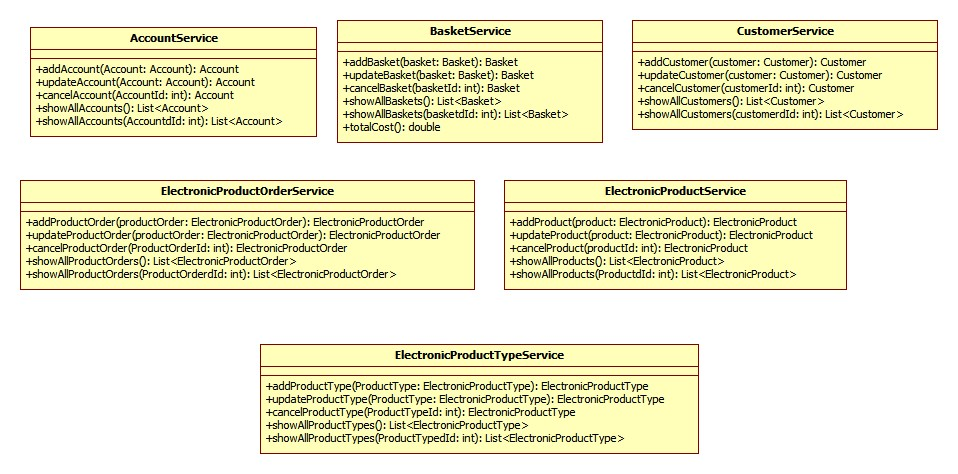 AccountService
+addAccount(Account: Account): Account
+updateAccount(Account: Account): Account
+cancelAccount(AccountId: int): Account
+showAllAccounts(): List<Account>
+showAllAccounts(AccountdId: int): List<Account>
BasketService
+addBasket(basket: Basket): Basket
+updateBasket(basket: Basket): Basket
+cancelBasket(basketId: int): Basket
+showAllBaskets(): List<Basket>
+showAllBaskets(basketdId: int): List<Basket>
+totalCost(): double
CustomerService
+addCustomer(customer: Customer): Customer
+updateCustomer(customer: Customer): Customer
+cancelCustomer(customerId: int): Customer
+showAllCustomers(): List<Customer>
+showAllCustomers(customerdId: int): List<Customer>
ElectronicProductOrderService
+addProductOrder(productOrder: ElectronicProductOrder): ElectronicProductOrder
+updateProductOrder(productOrder: ElectronicProductOrder): ElectronicProductOrder
+cancelProductOrder(ProductOrderId: int): ElectronicProductOrder
+showAllProductOrders(): List<ElectronicProductOrder>
+showAllProductOrders(ProductOrderdId: int): List<ElectronicProductOrder>
ElectronicProductService
+addProduct(product: ElectronicProduct): ElectronicProduct
+updateProduct(product: ElectronicProduct): ElectronicProduct
+cancelProduct(productId: int): ElectronicProduct
+showAllProducts(): List<ElectronicProduct>
+showAllProducts(ProductdId: int): List<ElectronicProduct>
ElectronicProductTypeService
+addProductType(ProductType: ElectronicProductType): ElectronicProductType
+updateProductType(ProductType: ElectronicProductType): ElectronicProductType
+cancelProductType(ProductTypeId: int): ElectronicProductType
+showAllProductTypes(): List<ElectronicProductType>
+showAllProductTypes(ProductTypedId: int): List<ElectronicProductType>